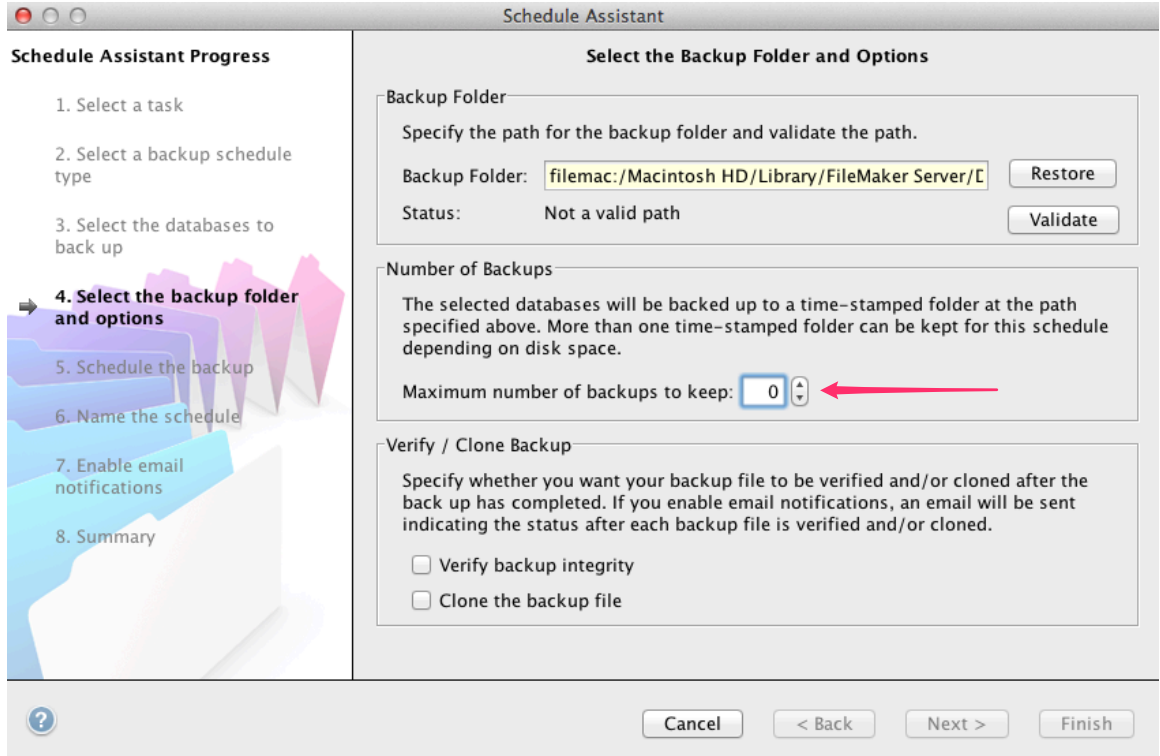 Schedule Assistant
Schedule Assistant Progress
1. Select a task
2. Select a backup schedule
type
3. Select the databases to
back up
4. Select the backup folder
and options
5. Schedule the backup
6. Name the schedule
7. Enable email
notifications
8. Summary
Select the Backup Folder and Options
Backup Folder
Specify the path for the backup folder and validate the path.
Backup Folder: filemac:/Macintosh HD/Library/FileMaker Server/D Restore
Status: Not a valid path Validate
Number of Backups
The selected databases will be backed up to a time-stamped folder at the path
specified above. More than one time-stamped folder can be kept for this schedule
depending on disk space.
Maximum number of backups to keep: 0
Verify / Clone Backup
Specify whether you want your backup file to be verified and/or cloned after the
back up has completed. If you enable email notifications, an email will be sent
indicating the status after each backup file is verified and/or cloned.
Verify backup integrity
Clone the backup file
? Cancel < Back Next > Finish